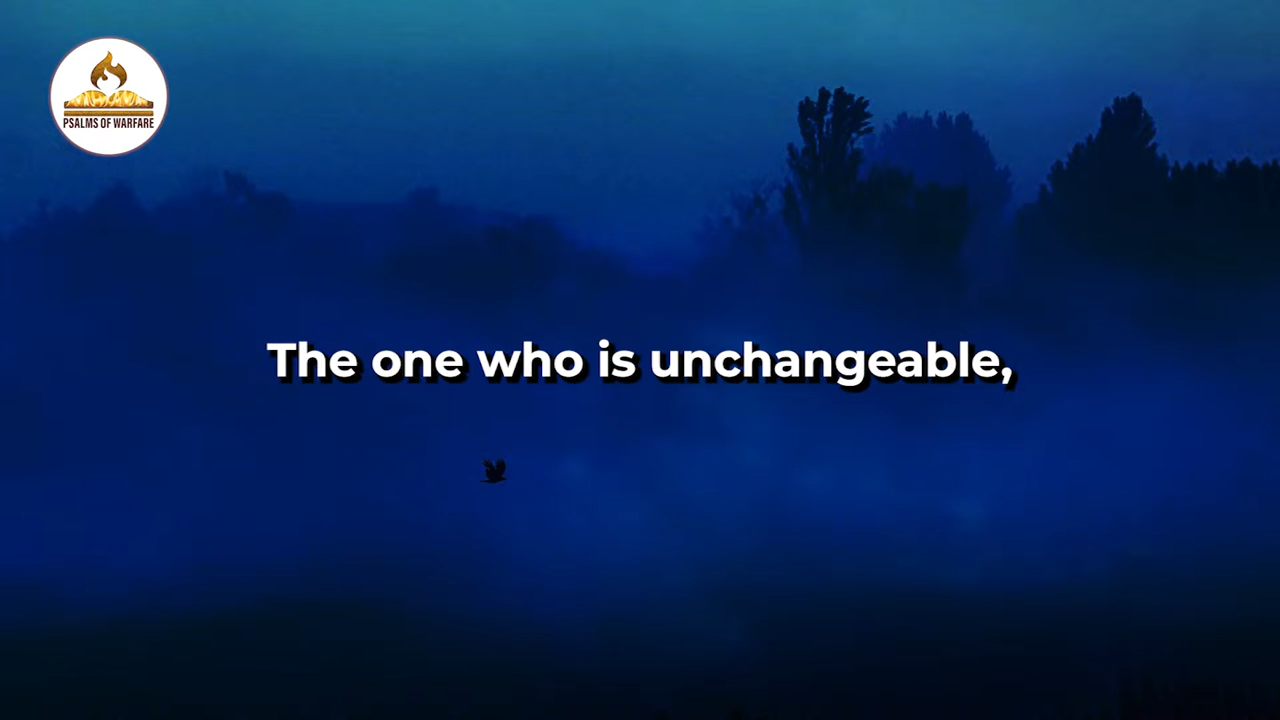 PSALMS OF WARFARE
The one who is unchangeable,